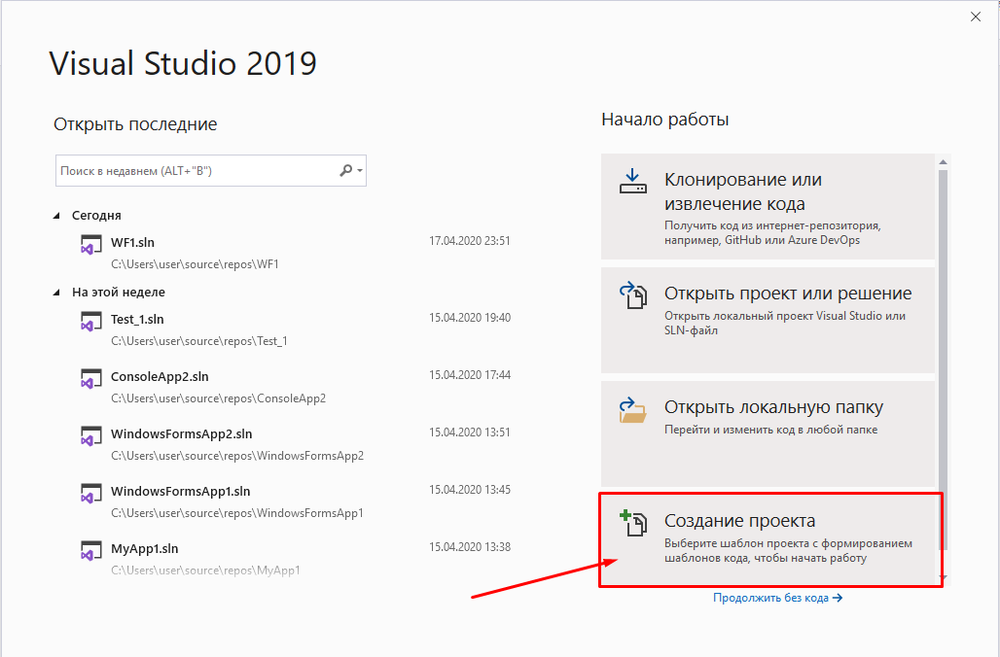 Visual Studio 2019
Открыть последние
Поиск в недавнем (ALT+"В")
Сегодня
WF1.sln
17.04.2020 23:51
C:\Users\user\source\repos\WF1
На этой неделе
Test_1.sln
15.04.2020 19:40
C:\Users\user\source\repos\Test_1
ConsoleApp2.sln
15.04.2020 17:44
C:\Users\user\source\repos\ConsoleApp2
WindowsFormsApp2.sln
15.04.2020 13:51
C:\Users\user\source\repos\WindowsFormsApp2
WindowsFormsApp1.sln
15.04.2020 13:45
C:\Users\user\source\repos\WindowsFormsApp1
MyApp1.sln
15.04.2020 13:38
C:\Users\user\source\repos\MyApp1
Начало работы
Клонирование или
извлечение кода
Получить код из интернет-репозитория,
например, GitHub или Azure DevOps
Открыть проект или решение
Открыть локальный проект Visual Studio или
SLN-файл
Открыть локальную папку
Перейти и изменить код в любой папке
Создание проекта
Выберите шаблон проекта с формированием
шаблонов кода, чтобы начать работу
Продолжить без кода →